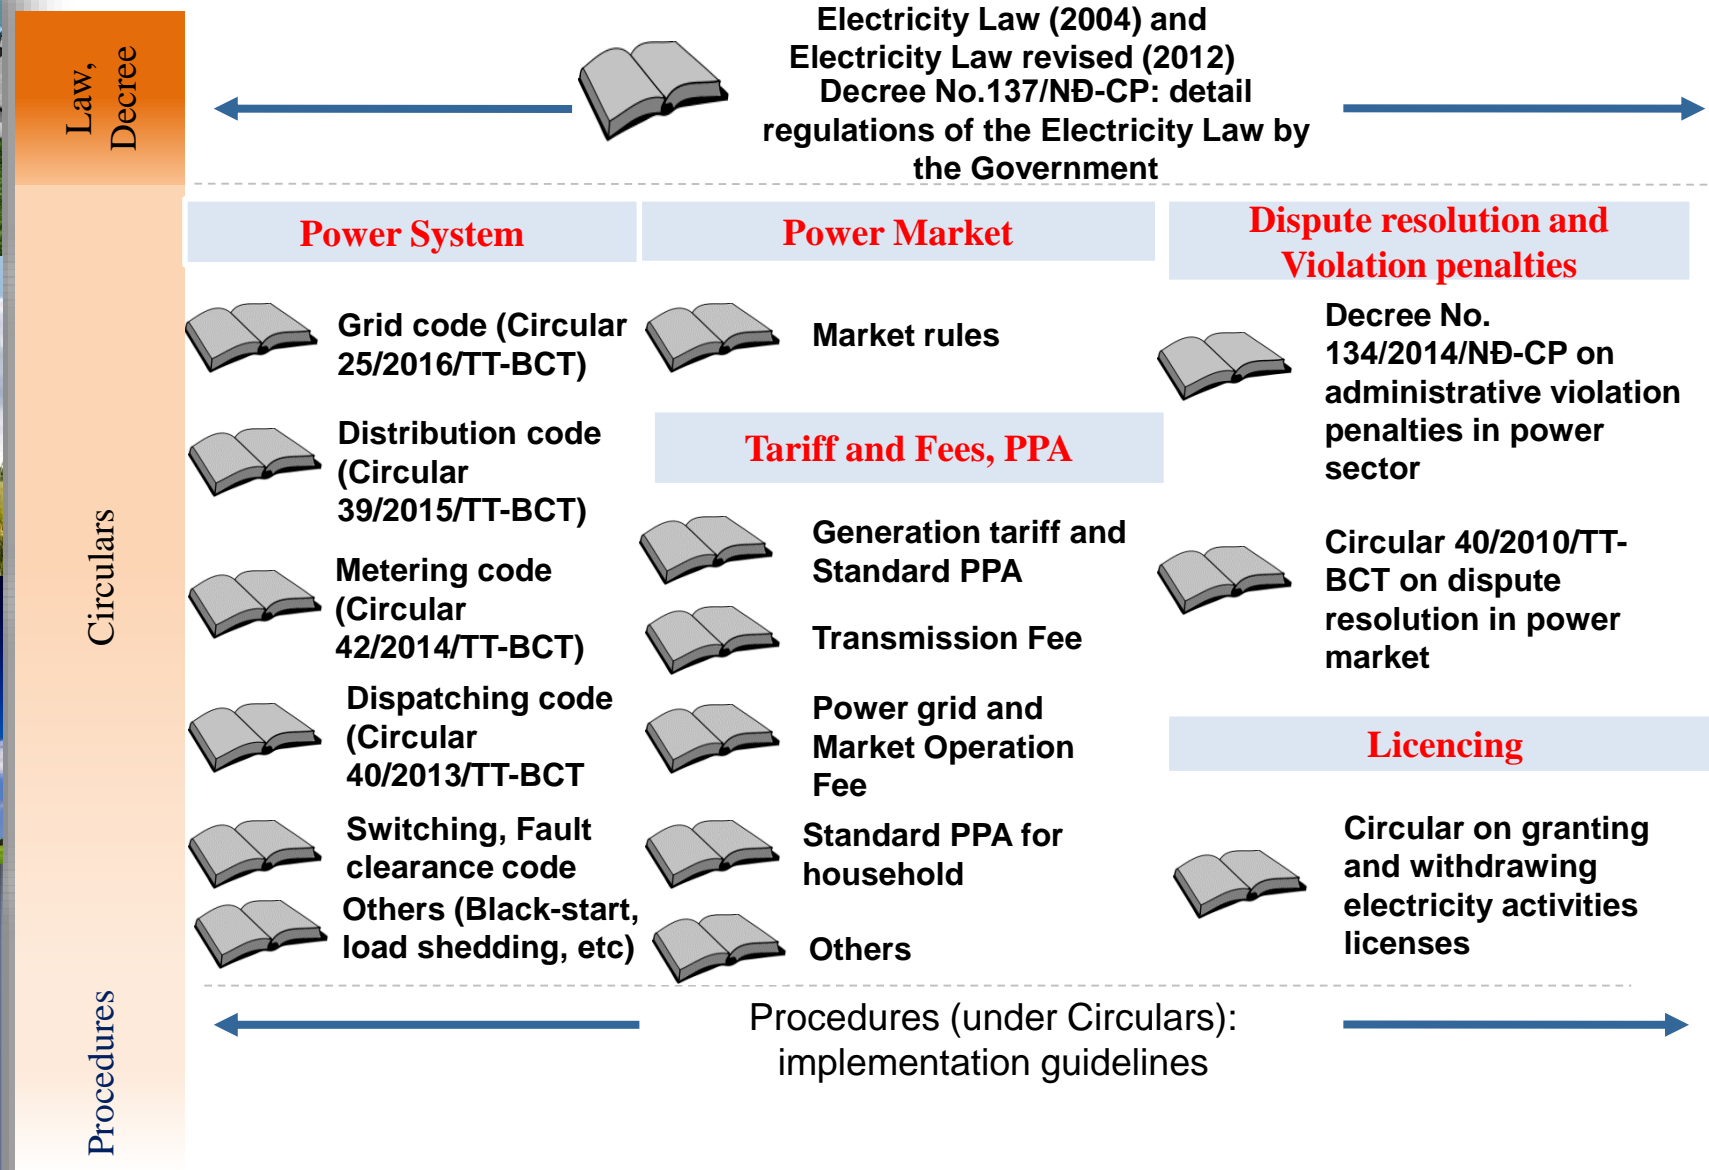 Law,
Decree
Electricity Law (2004) and
Electricity Law revised (2012)
Decree No.137/NĐ-CP: detail
regulations of the Electricity Law by
the Government
Circulars
Power System
Grid code (Circular
25/2016/TT-BCT)
Distribution code
(Circular
39/2015/TT-BCT)
Metering code
(Circular
42/2014/TT-BCT)
Dispatching code
(Circular
40/2013/TT-BCT
Switching, Fault
clearance code
Others (Black-start,
load shedding, etc)
Power Market
Market rules
Tariff and Fees, PPA
Generation tariff and
Standard PPA
Transmission Fee
Power grid and
Market Operation
Fee
Standard PPA for
household
Others
Dispute resolution and
Violation penalties
Decree No.
134/2014/NĐ-CP on
administrative violation
penalties in power
sector
Circular 40/2010/TT-
BCT on dispute
resolution in power
market
Licencing
Circular on granting
and withdrawing
electricity activities
licenses
Procedures
Procedures (under Circulars):
implementation guidelines